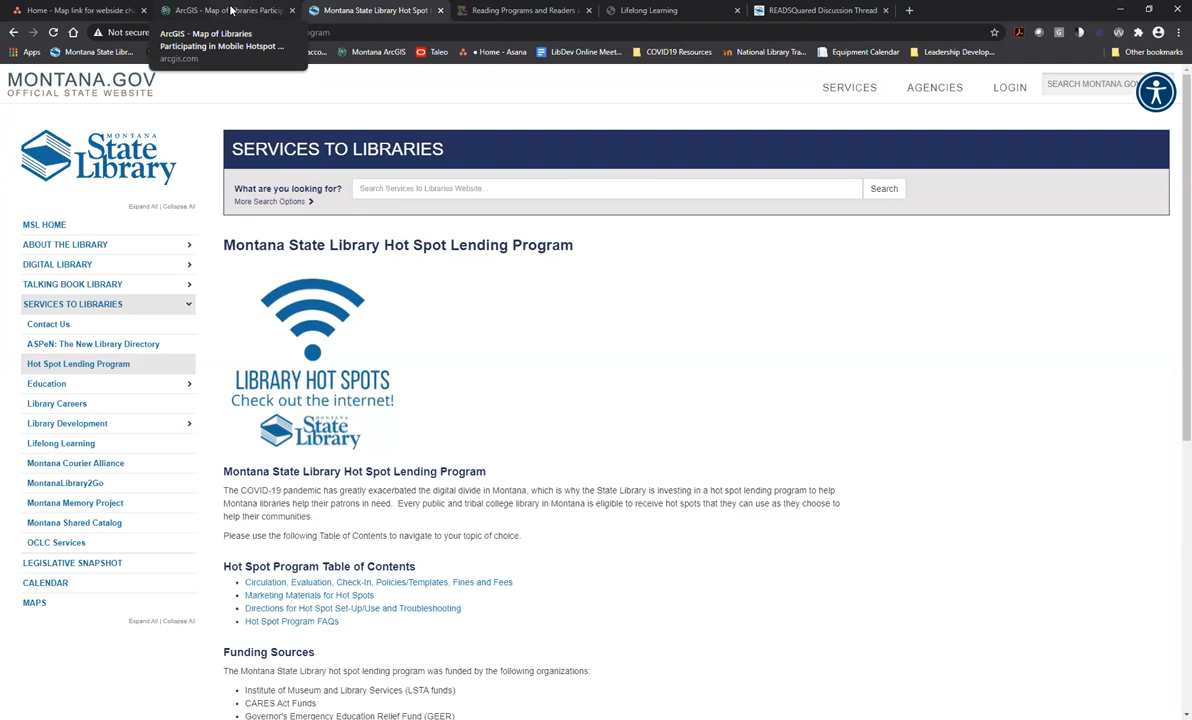 Home - Map link for webside ch
ArcGIS - Map of Libraries Particip
Montana State Library Hot Spot L
Reading Programs and Readers A
Lifelong Learning
READSquared Discussion Thread
Not secure
ogram
ArcGIS - Map of Libraries
Participating in Mobile Hotspot ...
arcgis.com
Apps
Montana State Libr...
acco...
Montana ArcGIS
Taleo
Home - Asana
LibDev Online Meet...
COVID19 Resources
National Library Tra...
Equipment Calendar
Leadership Develop...
Other bookmarks
MONTANA.GOV
OFFICIAL STATE WEBSITE
SERVICES
AGENCIES
LOGIN
SEARCH MONTANA.GO
MONTANA
State
Library
Expand All | Collapse All
MSL HOME
ABOUT THE LIBRARY
DIGITAL LIBRARY
TALKING BOOK LIBRARY
SERVICES TO LIBRARIES
Contact Us
ASPeN: The New Library Directory
Hot Spot Lending Program
Education
Library Careers
Library Development
Lifelong Learning
Montana Courier Alliance
MontanaLibrary2Go
Montana Memory Project
Montana Shared Catalog
OCLC Services
LEGISLATIVE SNAPSHOT
CALENDAR
MAPS
Expand All | Collapse All
SERVICES TO LIBRARIES
What are you looking for?
Search Services to Libraries Website...
Search
More Search Options
Montana State Library Hot Spot Lending Program
LIBRARY HOT SPOTS
Check out the internet!
MONTANA
State
Library
Montana State Library Hot Spot Lending Program
The COVID-19 pandemic has greatly exacerbated the digital divide in Montana, which is why the State Library is investing in a hot spot lending program to help
Montana libraries help their patrons in need. Every public and tribal college library in Montana is eligible to receive hot spots that they can use as they choose to
help their communities.
Please use the following Table of Contents to navigate to your topic of choice.
Hot Spot Program Table of Contents
Circulation, Evaluation, Check-In, Policies/Templates, Fines and Fees
Marketing Materials for Hot Spots
Directions for Hot Spot Set-Up/Use and Troubleshooting
Hot Spot Program FAQs
Funding Sources
The Montana State Library hot spot lending program was funded by the following organizations:
Institute of Museum and Library Services (LSTA funds)
CARES Act Funds
Governor's Emergency Education Relief Fund (GEER)